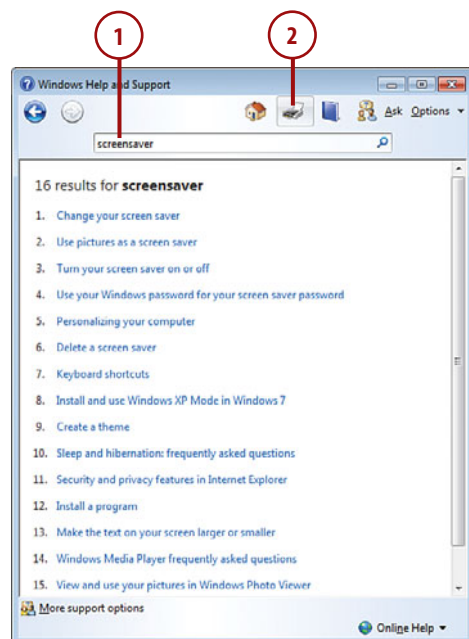 1 2
Windows Help and Support
Ask Options
screensaver
16 results for screensaver
1. Change your screen saver
2. Use pictures as a screen saver
3. Turn your screen saver on or off
4. Use your Windows password for your screen saver password
5. Personalizing your computer
6. Delete a screen saver
7. Keyboard shortcuts
8. Install and use Windows XP Mode in Windows 7
9. Create a theme
10. Sleep and hibernation: frequently asked questions
11. Security and privacy features in Internet Explorer
12. Install a program
13. Make the text on your screen larger or smaller
14. Windows Media Player frequently asked questions
15. View and use your pictures in Windows Photo Viewer
More support options
Online Help